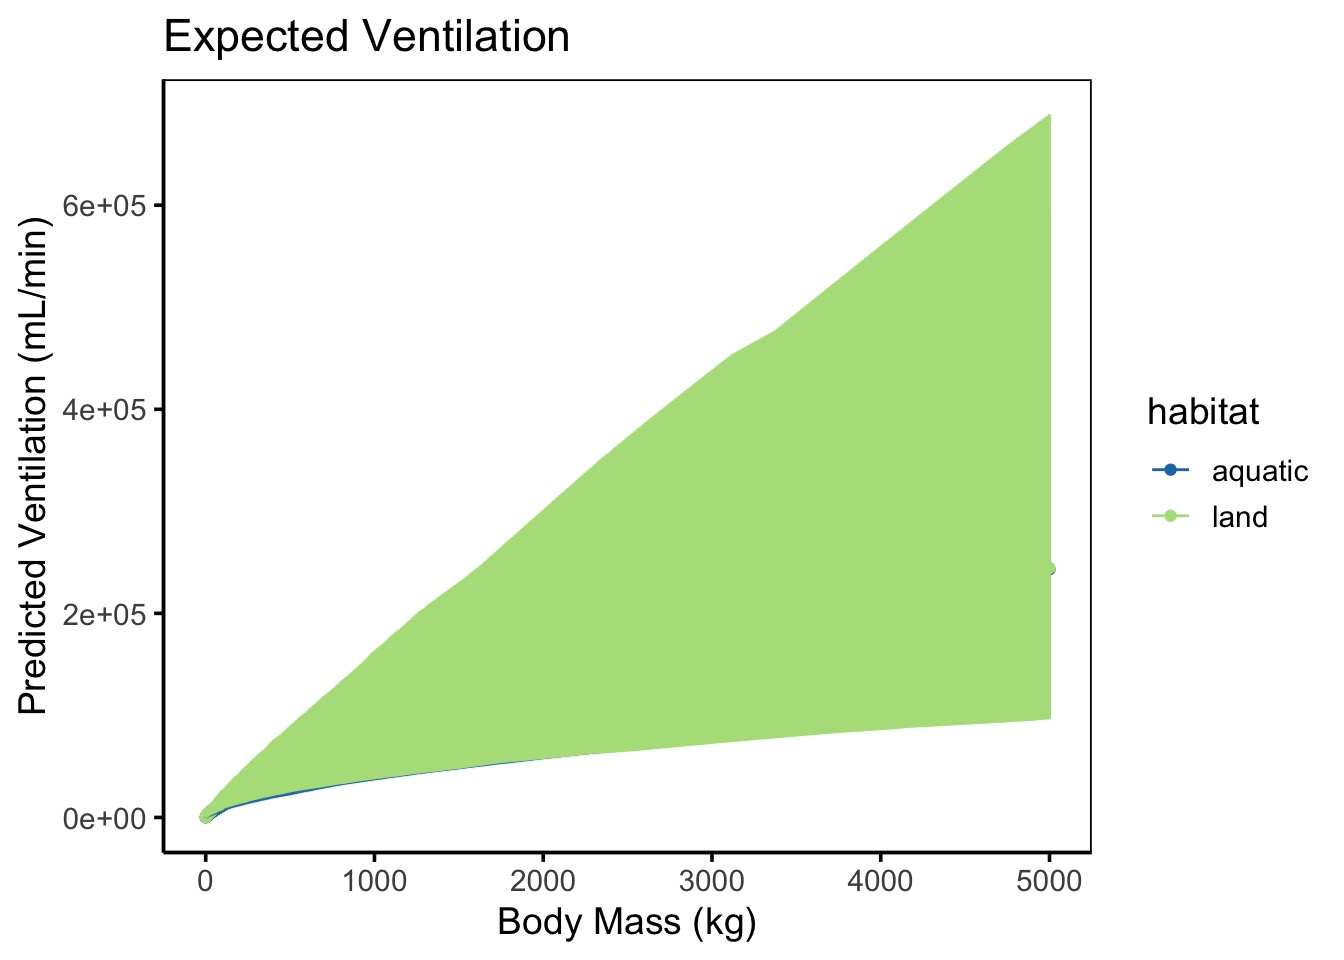 Expected Ventilation
Predicted Ventilation (mL/min)
6e+05
4e+05
2e+05
0e+00
0 1000 2000 3000 4000 5000
Body Mass (kg)
habitat
aquatic
land